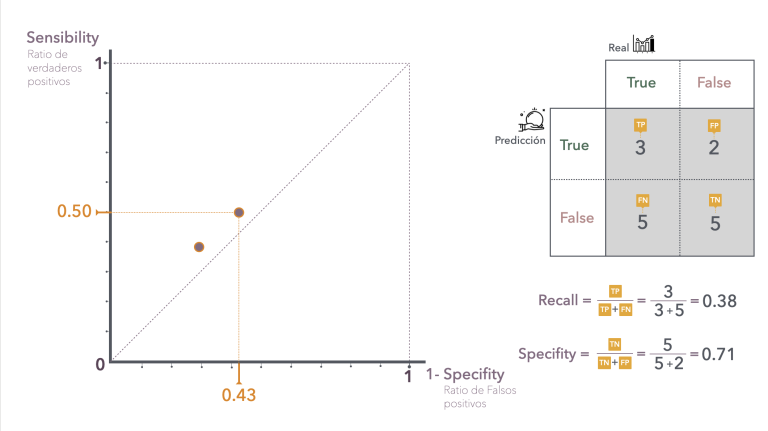 Sensibility
Ratio de
verdaderos
positivos
1
0.50
0
0.43
1
1- Specifity
Ratio de Falsos
positivos
Real
True False
Predicción
TP FP
True 3 2
FN TN
False 5 5
Recall = TP / TP+FN = 3 / 3+5 = 0.38
Specifity = TN / TN+FP = 5 / 5+2 = 0.71